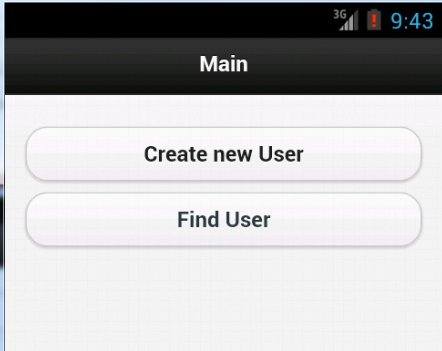 3G 9:43
Main
Create new User
Find User